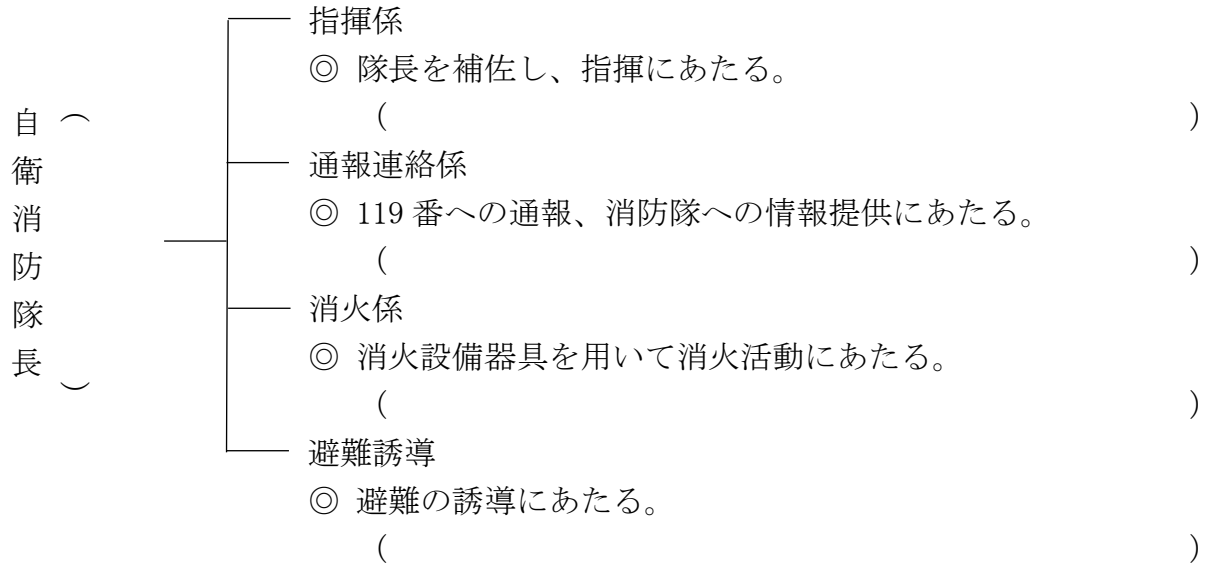 自衛消防隊長
(　　　)
指揮係
◎ 隊長を補佐し、指揮にあたる。
(　　　)
通報連絡係
◎ 119 番への通報、消防隊への情報提供にあたる。
(　　　)
消火係
◎ 消火設備器具を用いて消火活動にあたる。
(　　　)
避難誘導
◎ 避難の誘導にあたる。
(　　　)